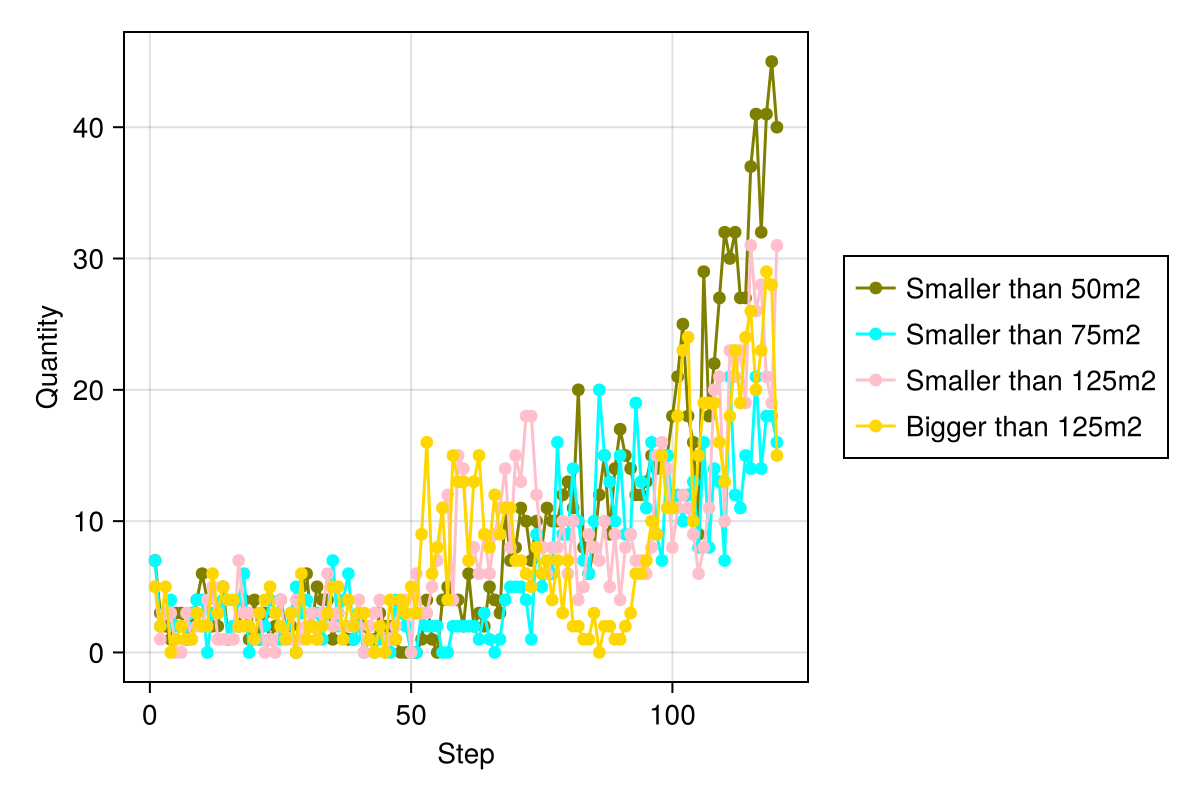 40
30
20
10
0
Quantity
0 50 100
Step
Smaller than 50m2
Smaller than 75m2
Smaller than 125m2
Bigger than 125m2